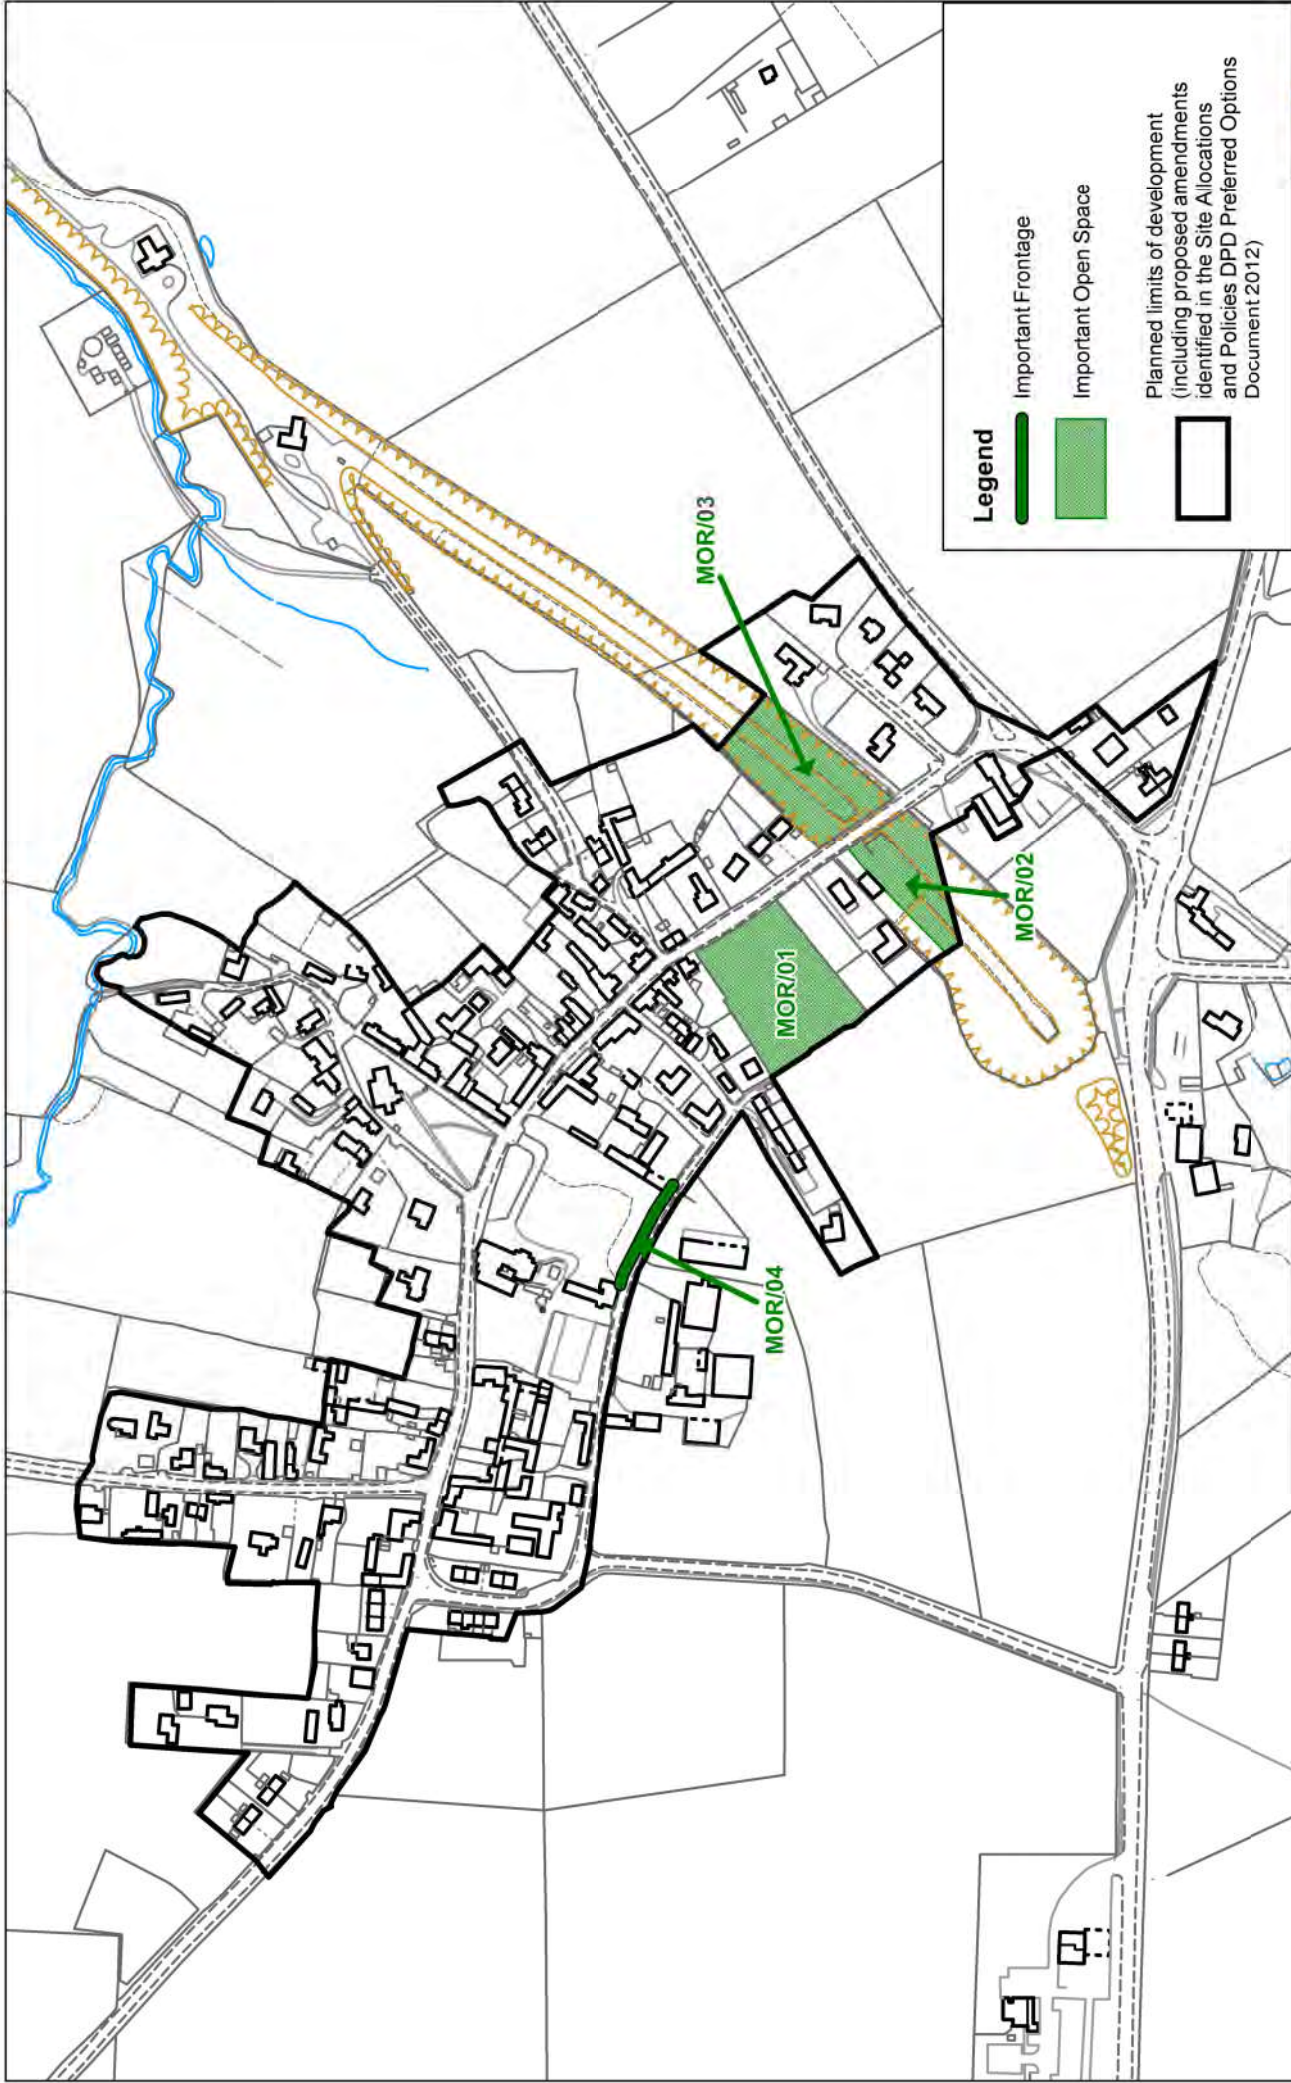 MOR/03
MOR/01
MOR/02
MOR/04
Legend
Important Frontage
Important Open Space
Planned limits of development
(including proposed amendments
identified in the Site Allocations
and Policies DPD Preferred Options
Document 2012)